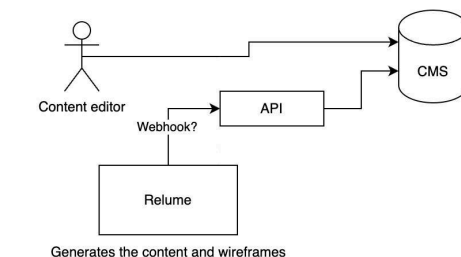 CMS
Content editor
API
Webhook?
Relume
Generates the content and wireframes